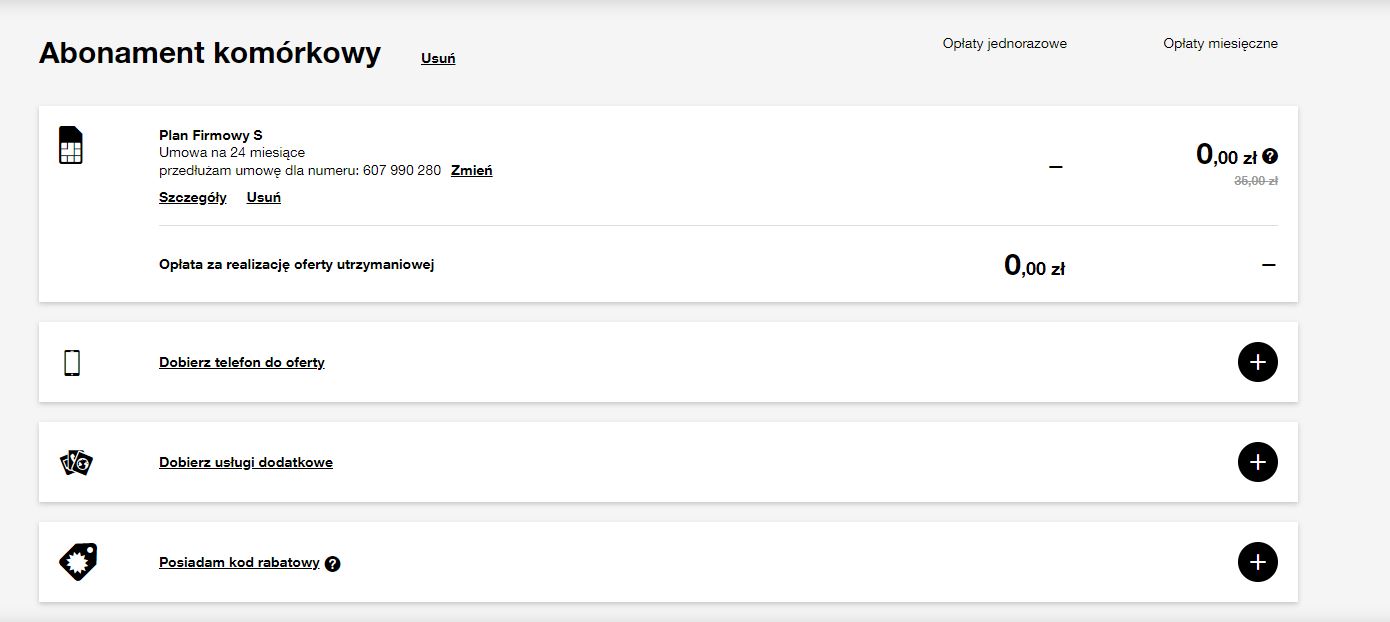 Abonament komórkowy
Usuń
Opłaty jednorazowe
Opłaty miesięczne
Plan Firmowy S
Umowa na 24 miesiące
przedłużam umowę dla numeru: 607 990 280 Zmień
Szczegóły Usuń
–
0,00 zł ?
35,00 zł
Opłata za realizację oferty utrzymaniowej
0,00 zł
–
Dobierz telefon do oferty
+
Dobierz usługi dodatkowe
+
Posiadam kod rabatowy ?
+